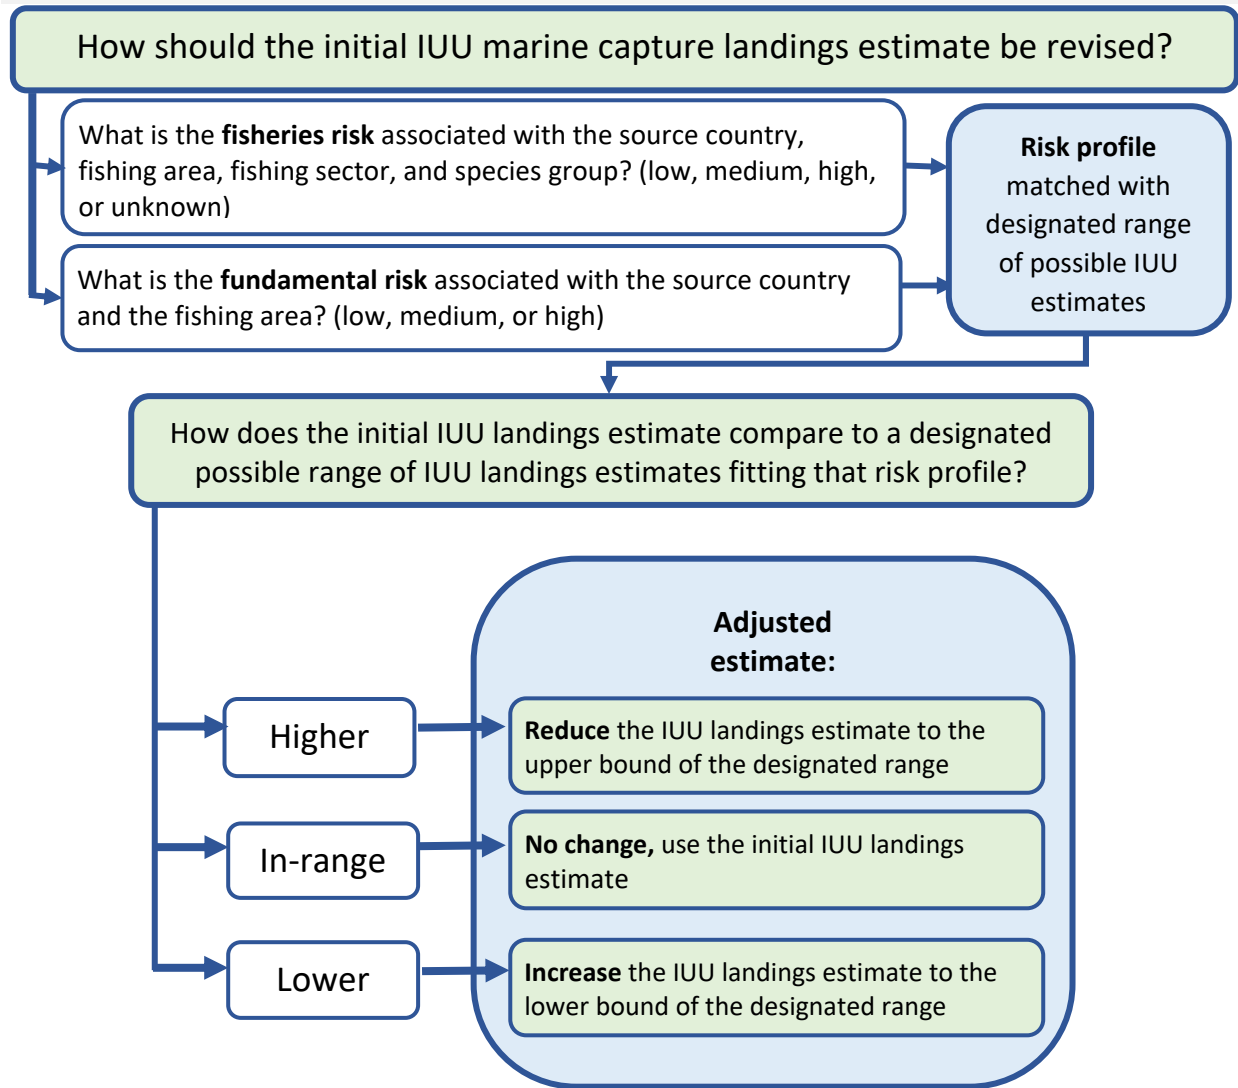 How should the initial IUU marine capture landings estimate be revised?
What is the fisheries risk associated with the source country,
fishing area, fishing sector, and species group? (low, medium, high,
or unknown)
What is the fundamental risk associated with the source country
and the fishing area? (low, medium, or high)
Risk profile
matched with
designated range
of possible IUU
estimates
How does the initial IUU landings estimate compare to a designated
possible range of IUU landings estimates fitting that risk profile?
Adjusted
estimate:
Higher
Reduce the IUU landings estimate to the
upper bound of the designated range
In-range
No change, use the initial IUU landings
estimate
Lower
Increase the IUU landings estimate to the
lower bound of the designated range